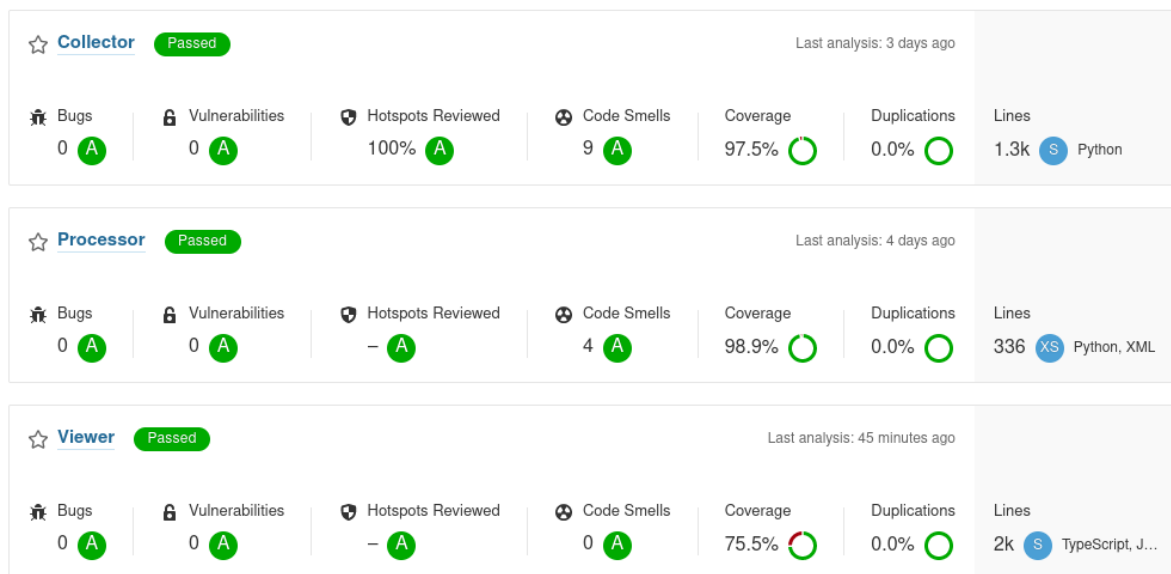 Collector Passed Last analysis: 3 days ago
Bugs Vulnerabilities Hotspots Reviewed Code Smells Coverage Duplications Lines
0 A 0 A 100% A 9 A 97.5% 0.0% 1.3k S Python
Processor Passed Last analysis: 4 days ago
Bugs Vulnerabilities Hotspots Reviewed Code Smells Coverage Duplications Lines
0 A 0 A – A 4 A 98.9% 0.0% 336 XS Python, XML
Viewer Passed Last analysis: 45 minutes ago
Bugs Vulnerabilities Hotspots Reviewed Code Smells Coverage Duplications Lines
0 A 0 A – A 0 A 75.5% 0.0% 2k S TypeScript, J...